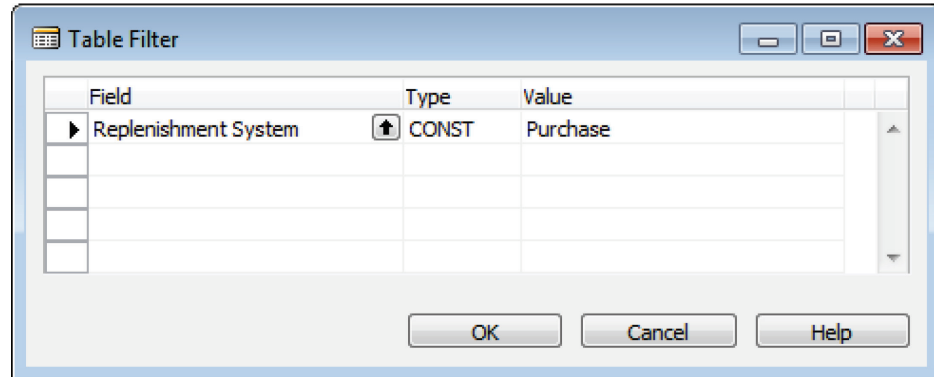 Table Filter
Field Type Value
Replenishment System CONST Purchase
OK Cancel Help